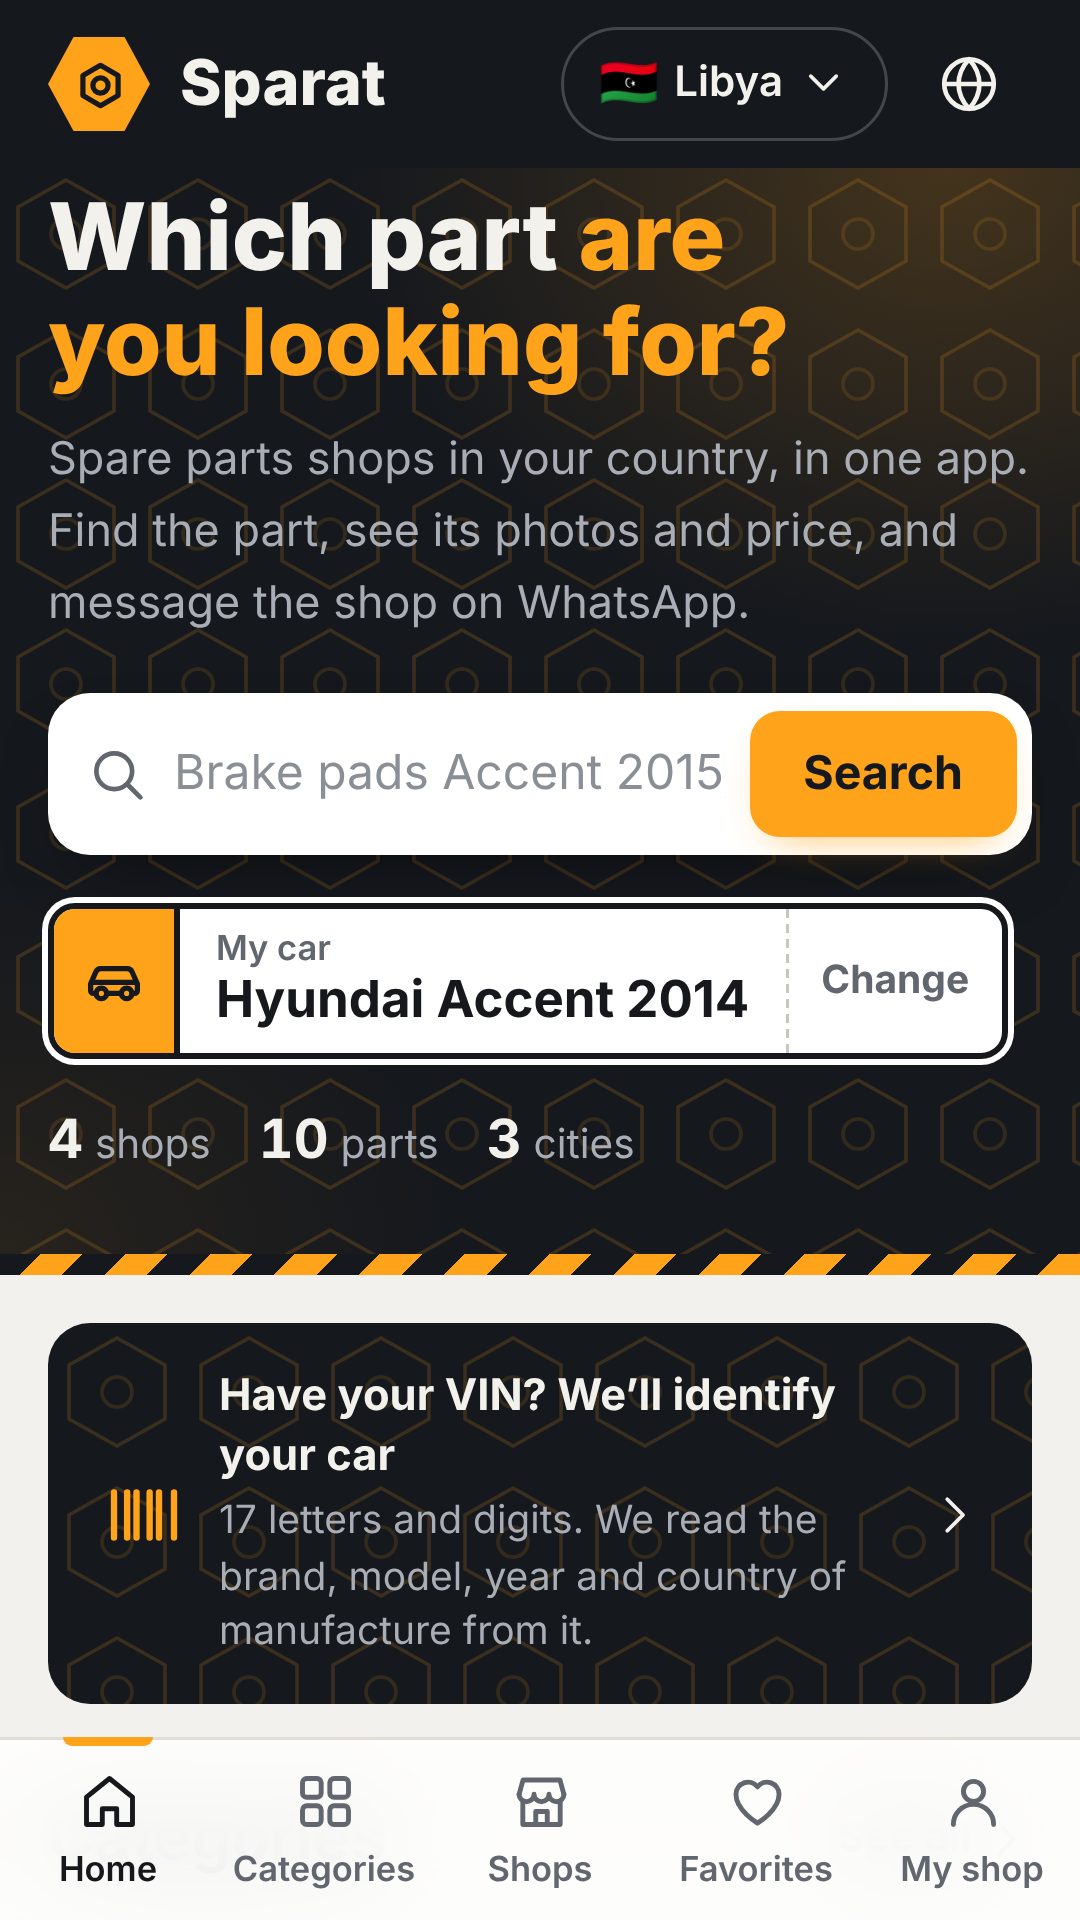 Sparat
Libya
Which part are
you looking for?
Spare parts shops in your country, in one app.
Find the part, see its photos and price, and
message the shop on WhatsApp.
Brake pads Accent 2015
Search
My car
Hyundai Accent 2014
Change
4 shops 10 parts 3 cities
Have your VIN? We’ll identify
your car
17 letters and digits. We read the
brand, model, year and country of
manufacture from it.
Categories
See all
Home
Categories
Shops
Favorites
My shop